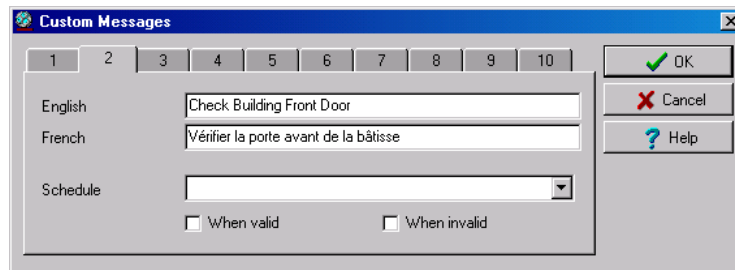 Custom Messages
1 2 3 4 5 6 7 8 9 10
English Check Building Front Door
French Vérifier la porte avant de la bâtisse
Schedule
When valid When invalid
OK
Cancel
Help